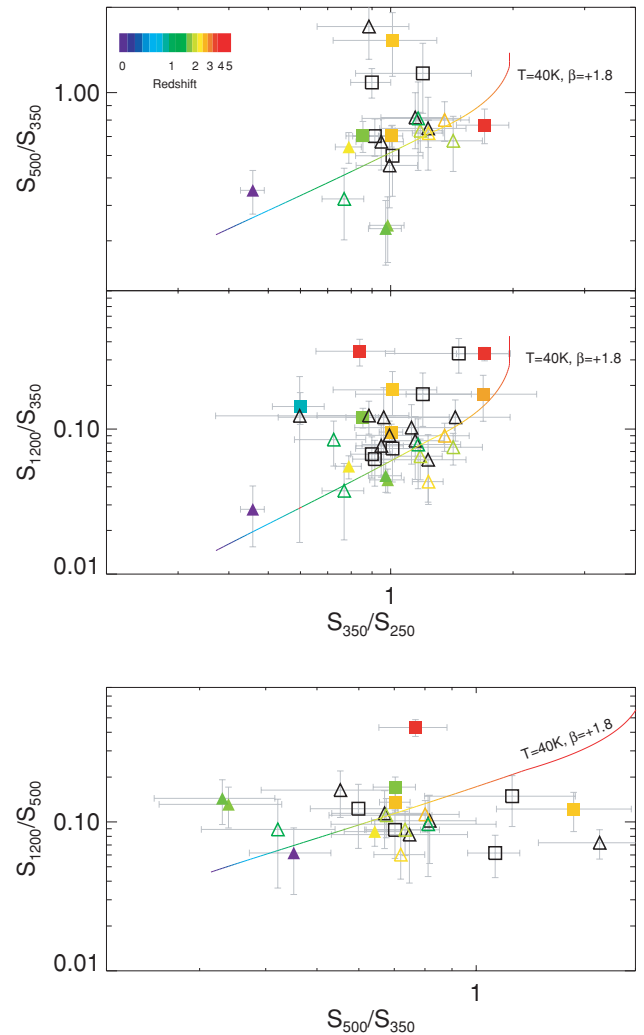 0 1 2 3 4 5
Redshift
T=40K, β=+1.8
1.00
S500/S350
0.10
T=40K, β=+1.8
S1200/S350
0.01
1
S350/S250
T=40K, β=+1.8
0.10
S1200/S500
0.01
1
S500/S350